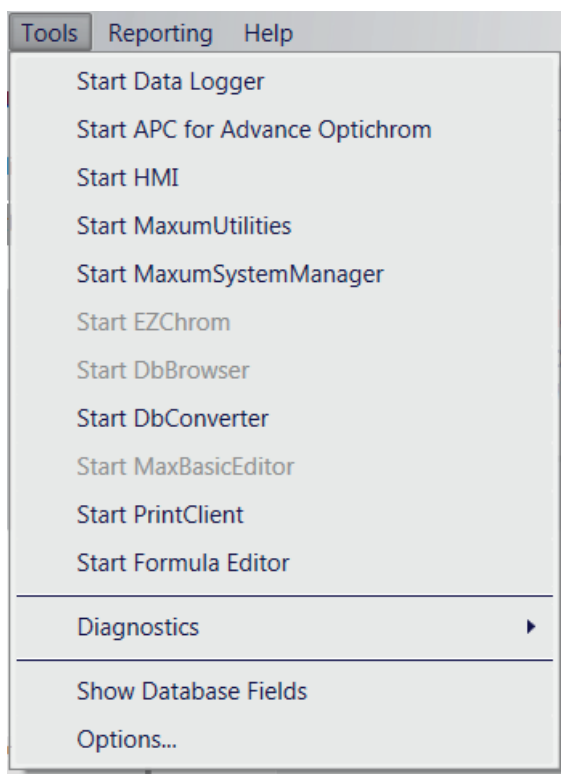 Tools Reporting Help
Start Data Logger
Start APC for Advance Optichrom
Start HMI
Start MaxumUtilities
Start MaxumSystemManager
Start EZChrom
Start DbBrowser
Start DbConverter
Start MaxBasicEditor
Start PrintClient
Start Formula Editor
Diagnostics
Show Database Fields
Options...